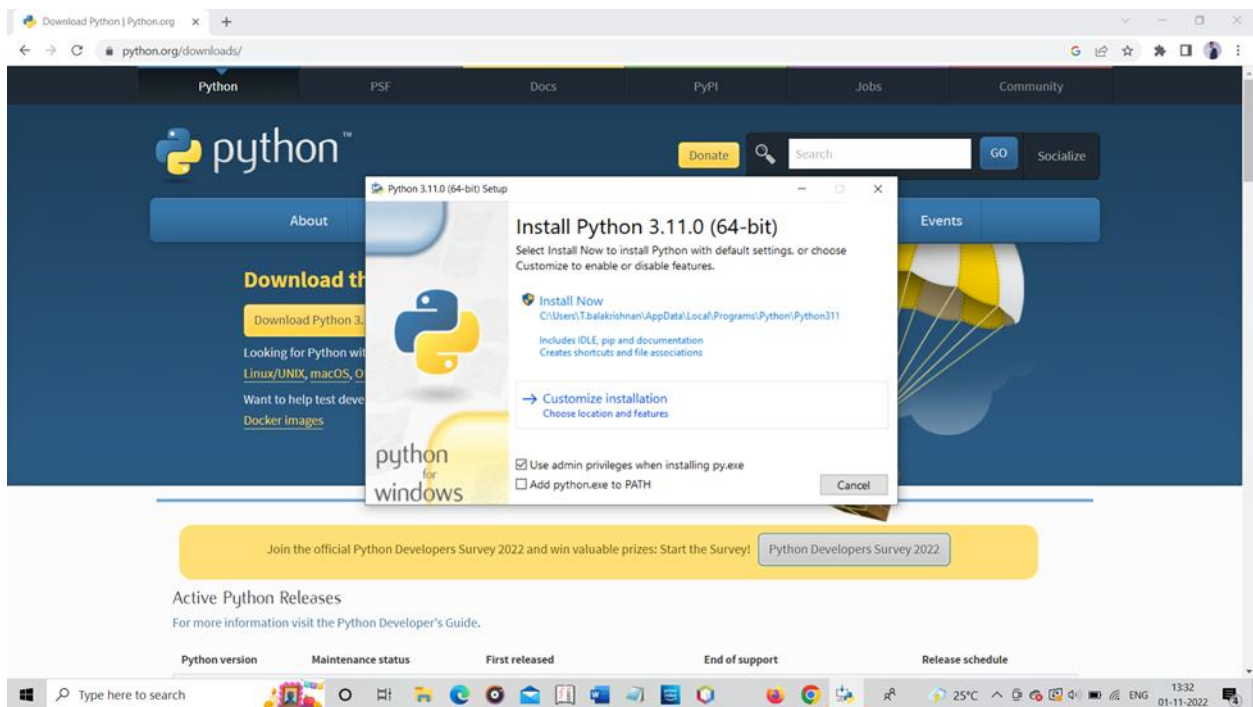 Download Python | Python.org
python.org/downloads/
Python PSF Docs PyPI Jobs Community
python™
Donate Search GO Socialize
About Events
Download th
Download Python 3.
Looking for Python wit
Linux/UNIX, macOS, O
Want to help test deve
Docker images
Python 3.11.0 (64-bit) Setup
Install Python 3.11.0 (64-bit)
Select Install Now to install Python with default settings, or choose
Customize to enable or disable features.
Install Now
C:\Users\T.balakrishnan\AppData\Local\Programs\Python\Python311
Includes IDLE, pip and documentation
Creates shortcuts and file associations
Customize installation
Choose location and features
python
for
windows
Use admin privileges when installing py.exe
Add python.exe to PATH
Cancel
Join the official Python Developers Survey 2022 and win valuable prizes: Start the Survey! Python Developers Survey 2022
Active Python Releases
For more information visit the Python Developer's Guide.
Python version Maintenance status First released End of support Release schedule
Type here to search
25°C ENG 13:32
01-11-2022
4